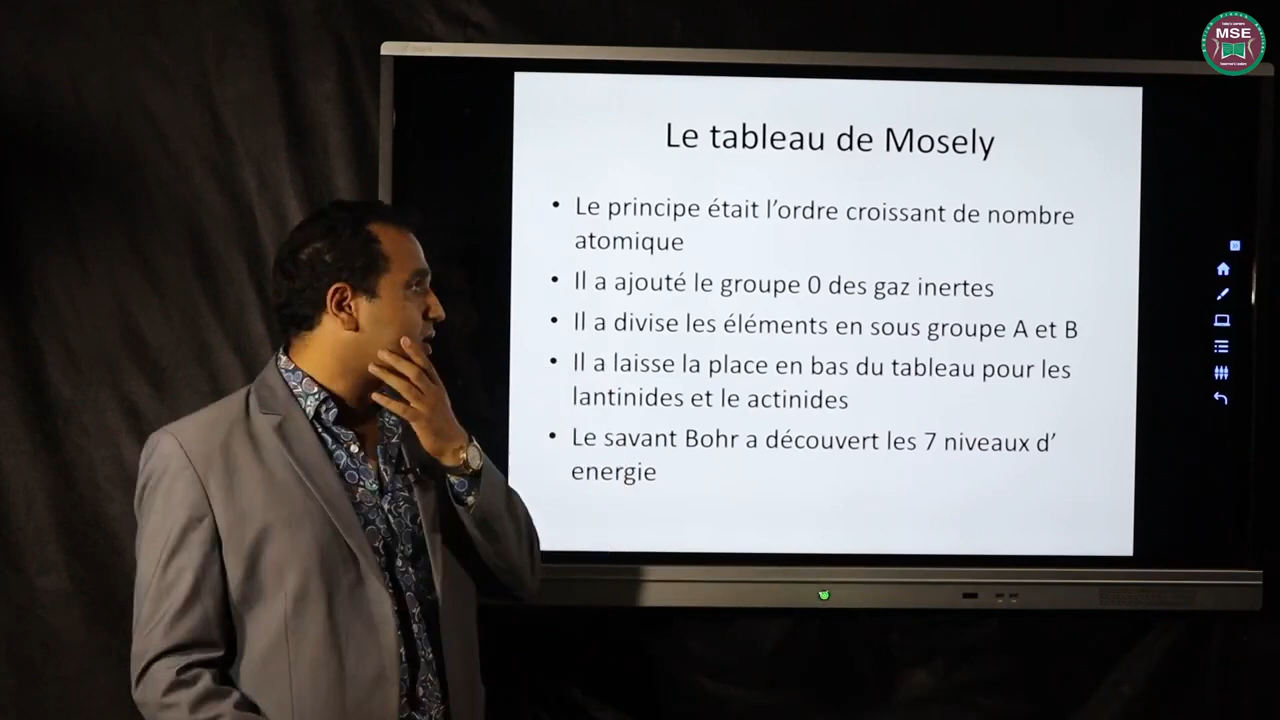 MSE
Le tableau de Mosely
• Le principe était l’ordre croissant de nombre
atomique
• Il a ajouté le groupe 0 des gaz inertes
• Il a divise les éléments en sous groupe A et B
• Il a laisse la place en bas du tableau pour les
lantinides et le actinides
• Le savant Bohr a découvert les 7 niveaux d’
energie